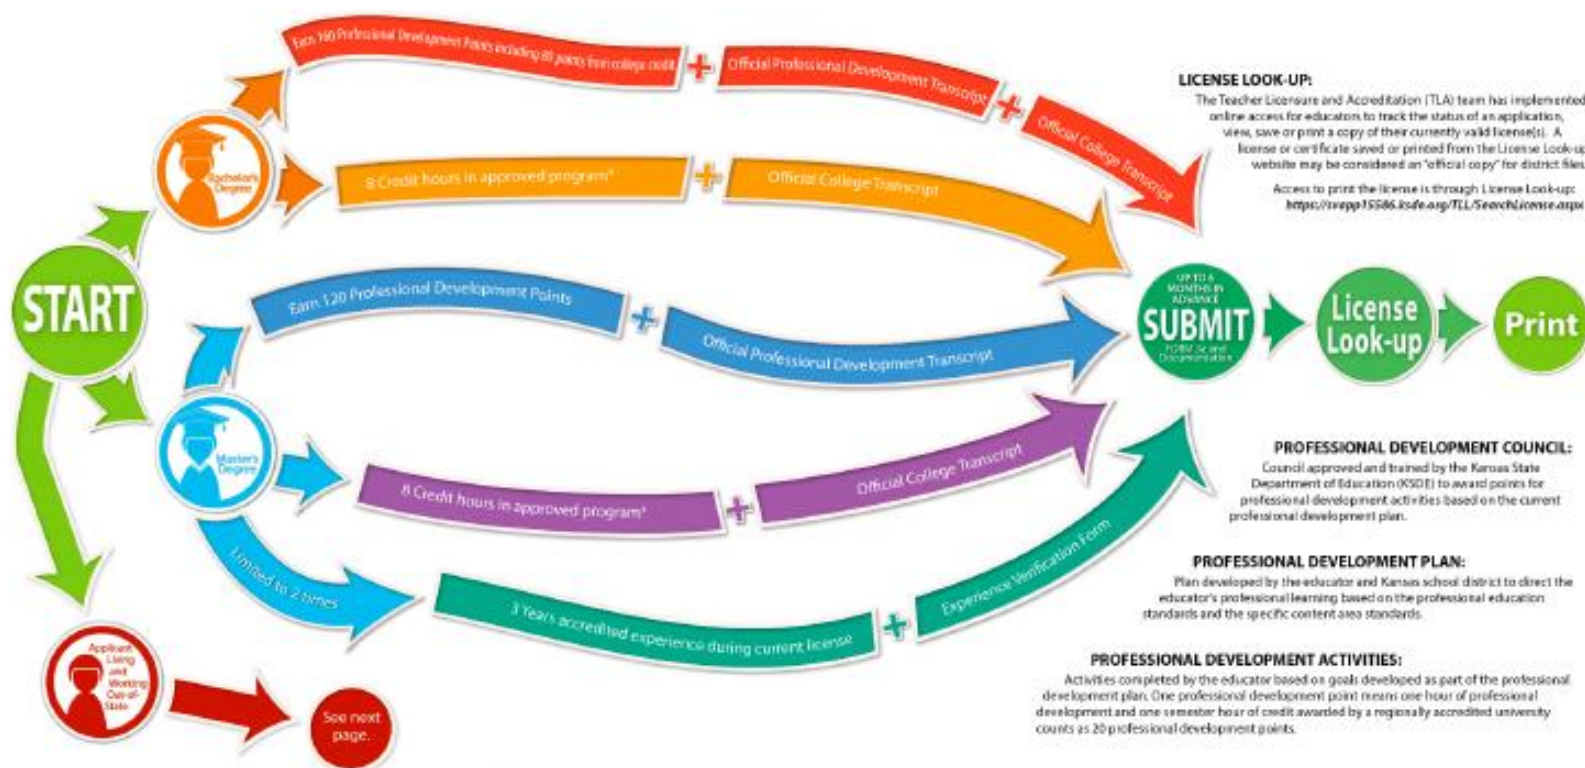 Earn 160 Professional Development Points including 80 points from college credit
Official Professional Development Transcript
Official College Transcript
LICENSE LOOK-UP:
The Teacher Licensure and Accreditation (TLA) team has implemented
online access for educators to track the status of an application,
view, save or print a copy of their currently valid license(s). A
license or certificate saved or printed from the License Look-up
website may be considered an "official copy" for district files
Access to print the license is through License Look-up:
https://svapp15586.ksde.org/TLL/SearchLicense.aspx
Bachelor's
Degree
8 Credit hours in approved program*
Official College Transcript
START
Earn 120 Professional Development Points
Official Professional Development Transcript
UP TO 6
MONTHS IN
ADVANCE
SUBMIT
FORM 3c and
Documentation
License
Look-up
Print
Master's
Degree
8 Credit hours in approved program*
Official College Transcript
Limited to 2 times
3 Years accredited experience during current license
Experience Verification Form
PROFESSIONAL DEVELOPMENT COUNCIL:
Council approved and trained by the Kansas State
Department of Education (KSDE) to award points for
professional development activities based on the current
professional development plan.
PROFESSIONAL DEVELOPMENT PLAN:
Plan developed by the educator and Kansas school district to direct the
educator's professional learning based on the professional education
standards and the specific content area standards.
PROFESSIONAL DEVELOPMENT ACTIVITIES:
Activities completed by the educator based on goals developed as part of the professional
development plan. One professional development point means one hour of professional
development and one semester hour of credit awarded by a regionally accredited university
counts as 20 professional development points.
Applicant
Living
and
Working
Out-of-
State
See next
page.